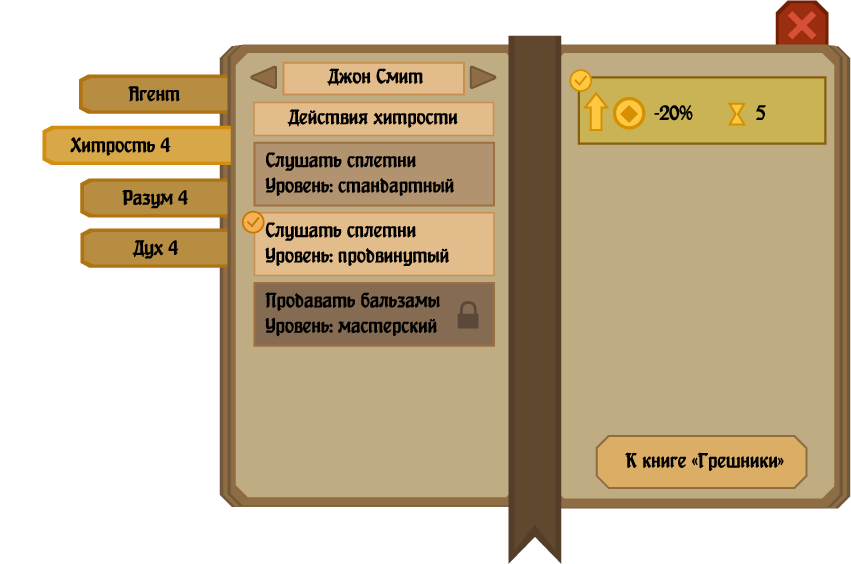 Агент
Хитрость 4
Разум 4
Дух 4
Джон Смит
Действия хитрости
Слушать сплетни
Уровень: стандартный
Слушать сплетни
Уровень: продвинутый
Продавать бальзамы
Уровень: мастерский
-20% 5
К книге «Грешники»